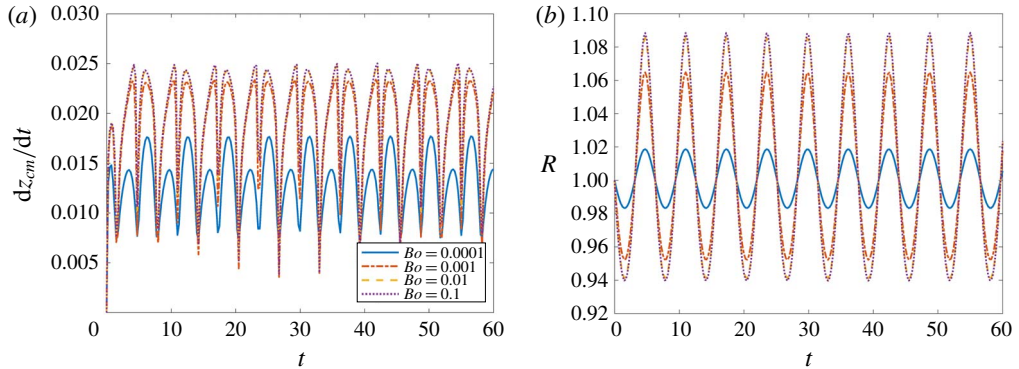 (a)
0.030
0.025
0.020
0.015
0.010
0.005
dz_cm/dt
0 10 20 30 40 50 60
t
Bo = 0.0001
Bo = 0.001
Bo = 0.01
Bo = 0.1
(b)
1.10
1.08
1.06
1.04
1.02
1.00
0.98
0.96
0.94
0.92
R
0 10 20 30 40 50 60
t